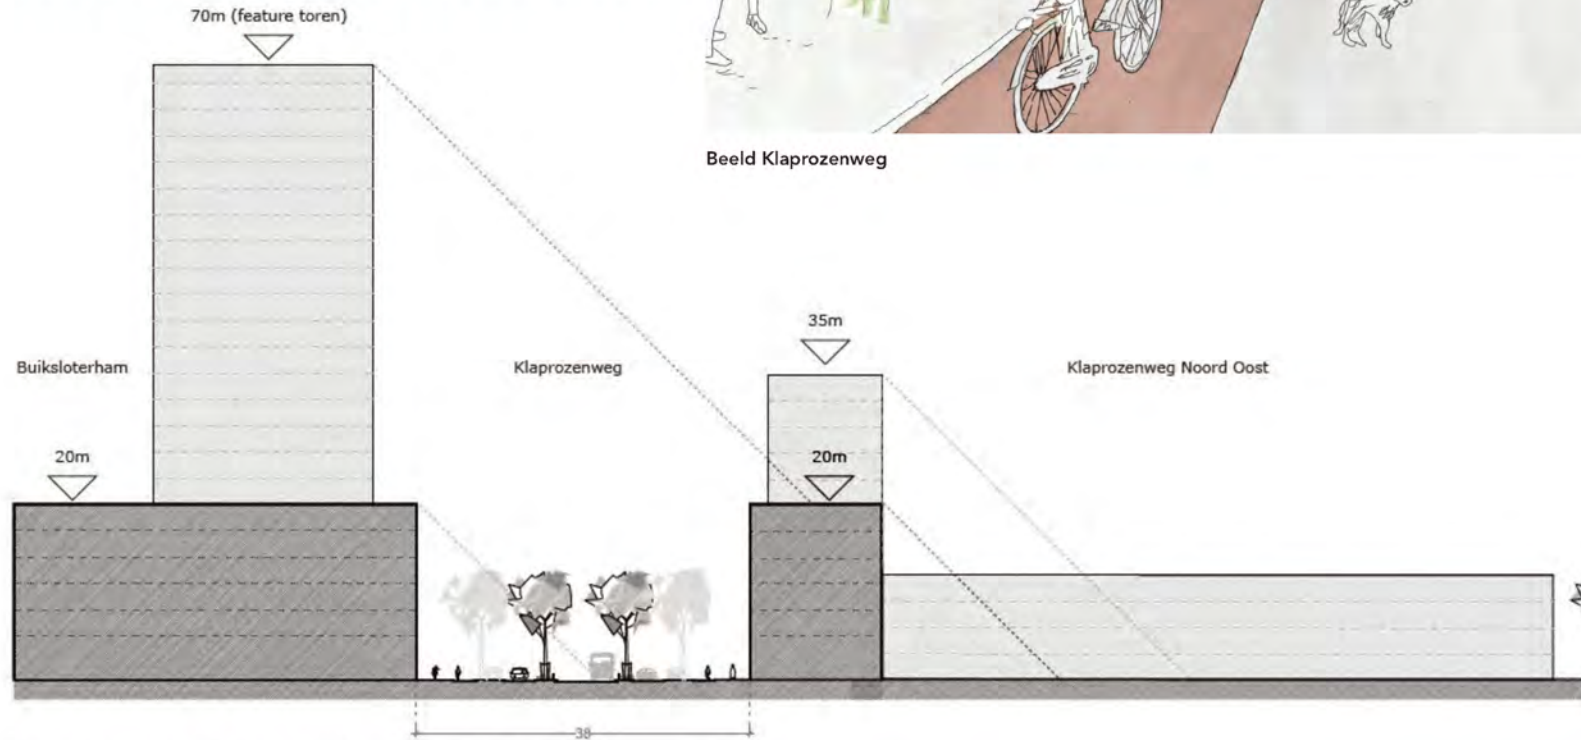 70m (feature toren)
Beeld Klaprozenweg
35m
Buiksloterham
Klaprozenweg
Klaprozenweg Noord Oost
20m
20m
38